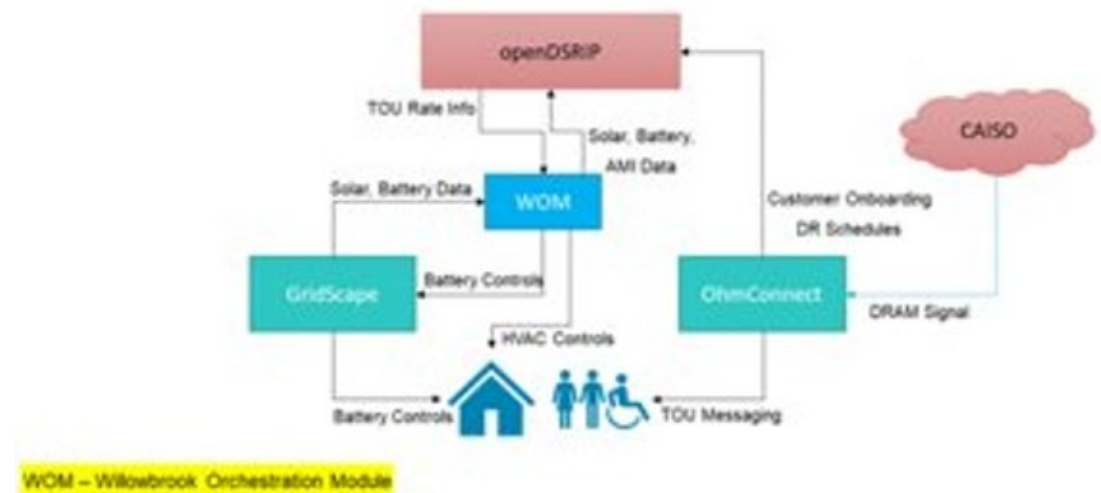 openDSRIP
TOU Rate Info
Solar, Battery,
AMI Data
CAISO
Solar, Battery Data
WOM
Customer Onboarding
DR Schedules
GridScape
Battery Controls
OhmConnect
DRAM Signal
HVAC Controls
Battery Controls
TOU Messaging
WOM – Willowbrook Orchestration Module